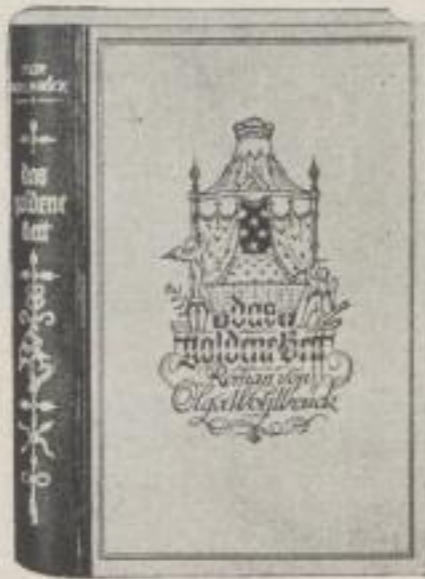 das
goldene
Bett
das
goldene Bett
Roman von
Olga Wohlbrück